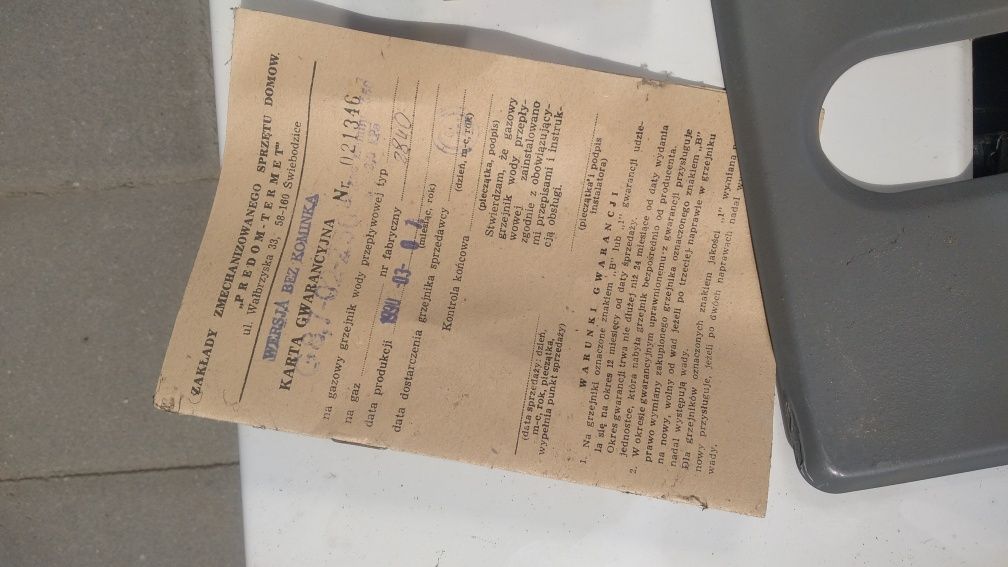 ZAKŁADY ZMECHANIZOWANEGO SPRZĘTU DOMOW.
„PREDOM-TERMET”
ul. Wałbrzyska 33, 58-160 Świebodzice
WERSJA BEZ KOMINKA
KARTA GWARANCYJNA Nr 021346
na gazowy grzejnik wody przepływowej typ
na gaz nr fabryczny 2840
data produkcji 1990 -03- 0
(miesiąc, rok)
data dostarczenia grzejnika sprzedawcy
(dzień, m-c, rok)
Kontrola końcowa
(pieczątka, podpis)
Stwierdzam, że gazowy
grzejnik wody przepły-
wowej zainstalowano
zgodnie z obowiązujący-
mi przepisami i instruk-
cją obsługi.
(data sprzedaży: dzień,
m-c, rok, pieczątka,
wypełnia punkt sprzedaży)
(pieczątka i podpis
instalatora)
WARUNKI GWARANCJI
1. Na grzejniki oznaczone znakiem „B” lub „1” gwarancji udzie-
la się na okres 12 miesięcy od daty sprzedaży.
Okres gwarancji trwa nie dłużej niż 24 miesiące od daty wydania
jednostce, która nabyła grzejnik bezpośrednio od producenta.
2. W okresie gwarancyjnym uprawnionemu z gwarancji przysługuje
prawo wymiany zakupionego grzejnika oznaczonego znakiem „B”
na nowy, wolny od wad jeżeli po trzeciej naprawie w grzejniku
nadal występują wady.
Dla grzejników oznaczonych znakiem jakości „1” wymiana
nowy przysługuje, jeżeli po dwóch naprawach nadal
wady.